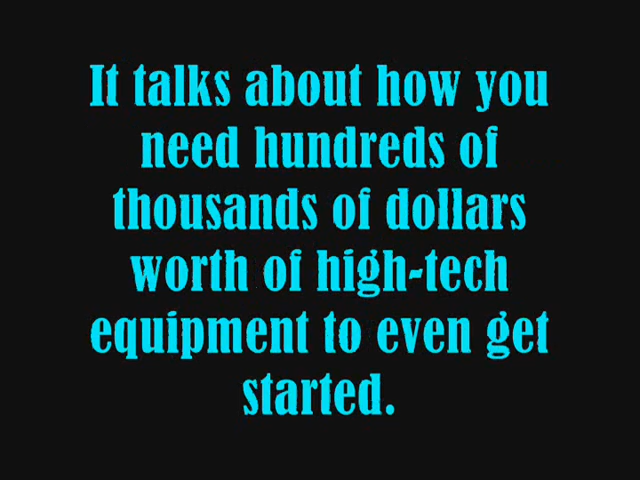 It talks about how you
need hundreds of
thousands of dollars
worth of high-tech
equipment to even get
started.